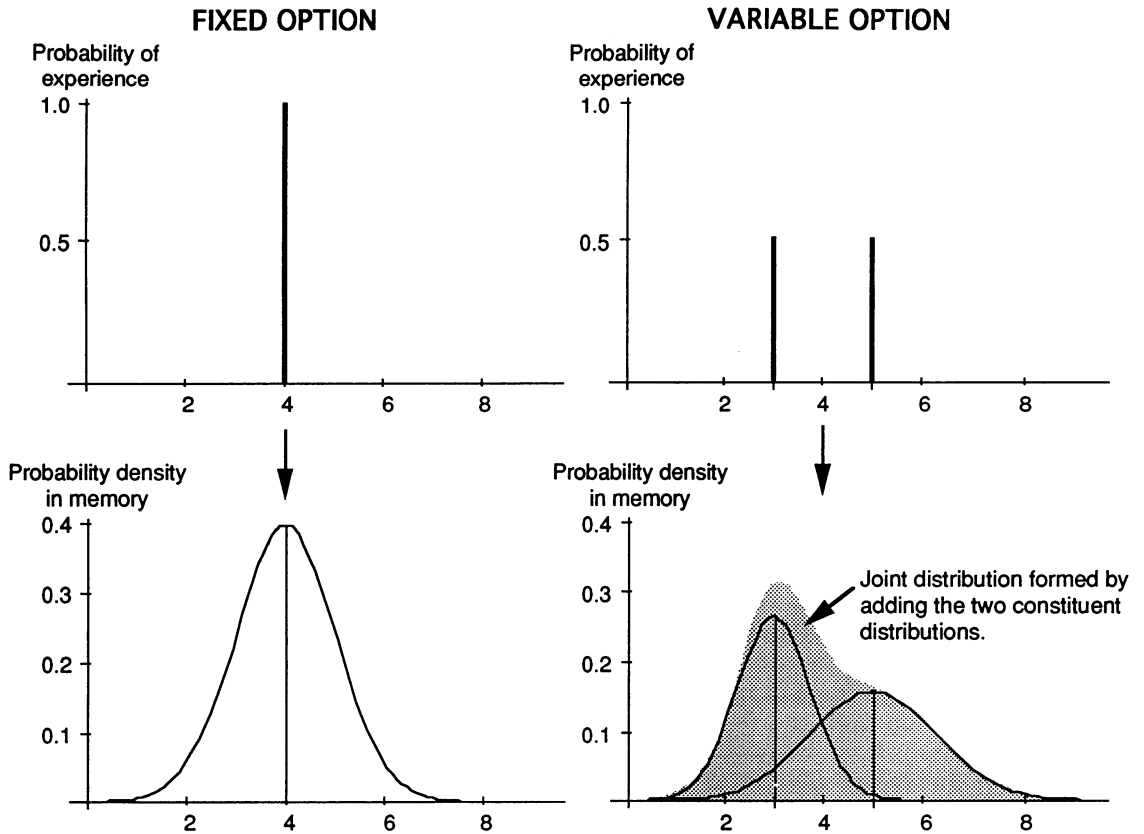 FIXED OPTION
Probability of
experience
1.0
0.5
2 4 6 8
Probability density
in memory
0.4
0.3
0.2
0.1
2 4 6 8
VARIABLE OPTION
Probability of
experience
1.0
0.5
2 4 6 8
Probability density
in memory
0.4
0.3
0.2
0.1
Joint distribution formed by
adding the two constituent
distributions.
2 4 6 8